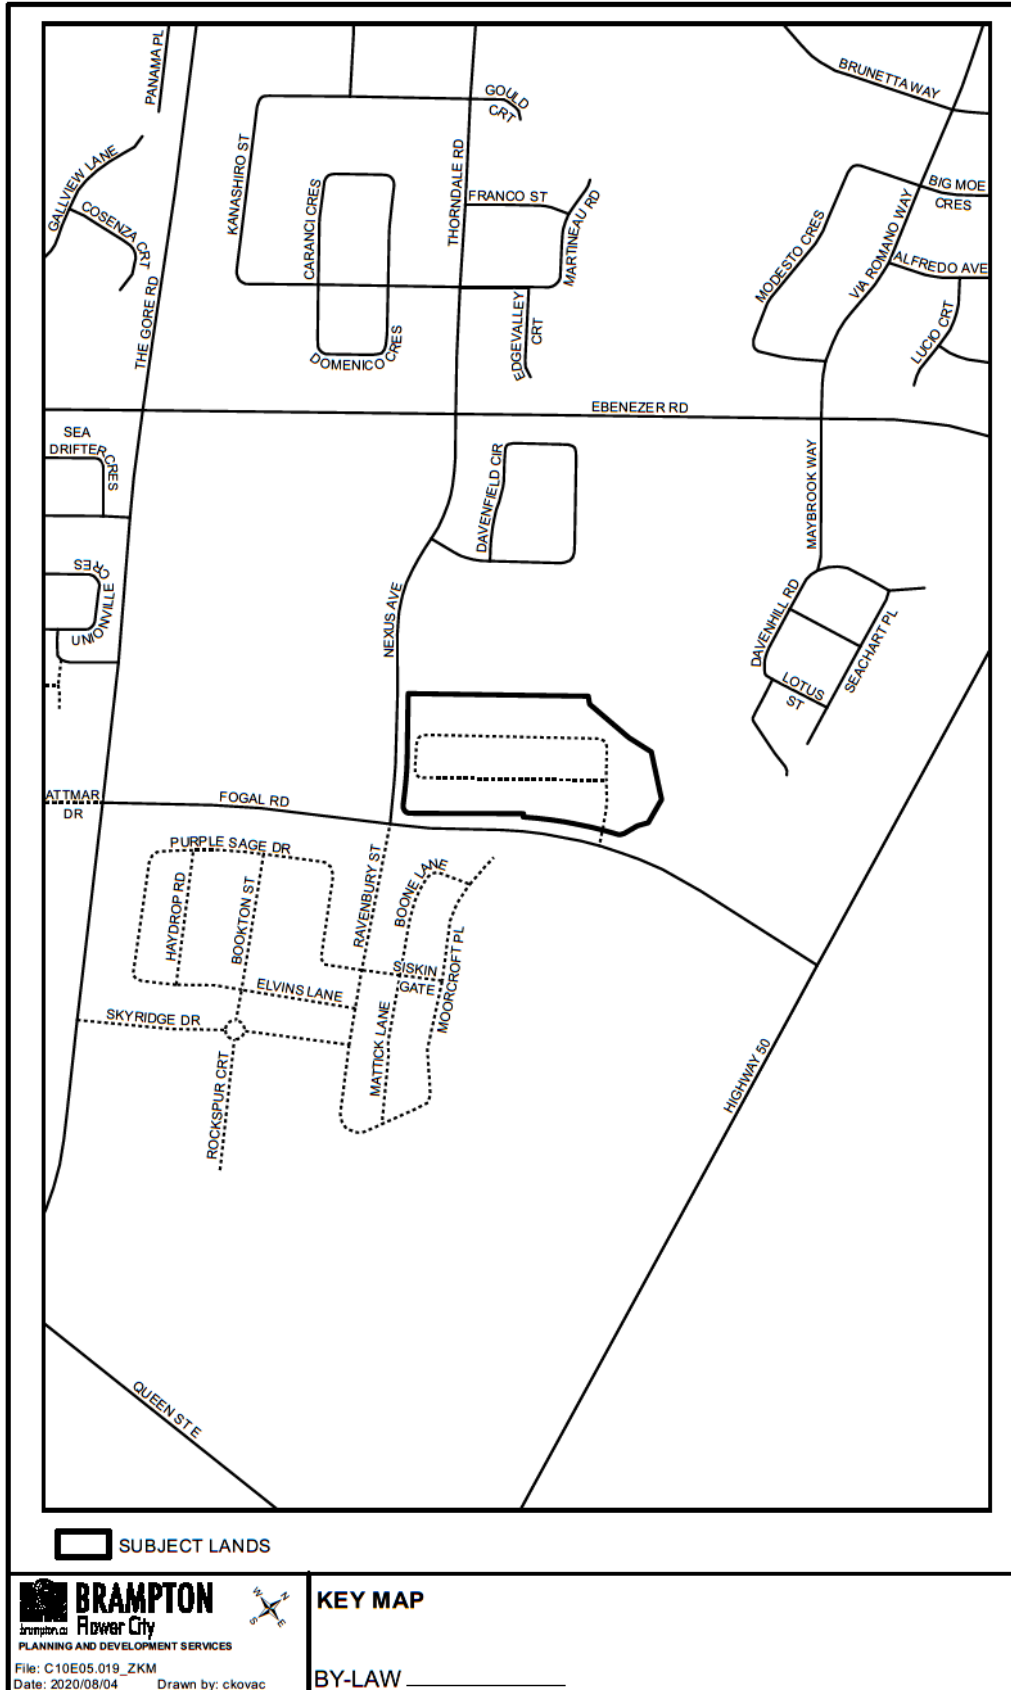 PANAMA PL
BRUNETTA WAY
GOULD
CRT
KANASHIRO ST
THORNDALE RD
GALLVIEW LANE
COSENZA CRT
CARANCI CRES
FRANCO ST
MARTINEAU RD
BIG MOE
CRES
MODESTO CRES
VIA ROMANO WAY
ALFREDO AVE
THE GORE RD
EDGEVALLEY
CRT
LUCIO CRT
DOMENICO CRES
EBENEZER RD
SEA
DRIFTER CRES
DAVENFIELD CIR
MAYBROOK WAY
UNIONVILLE
CRES
NEXUS AVE
DAVENHILL RD
SEACHART PL
LOTUS
ST
ATTMAR
DR
FOGAL RD
PURPLE SAGE DR
HAYDROP RD
BOOKTON ST
RAVENBURY ST
BOONE LANE
MOORCROFT PL
SISKIN
GATE
ELVINS LANE
SKYRIDGE DR
MATTICK LANE
ROCKSPUR CRT
HIGHWAY 50
QUEEN ST E
SUBJECT LANDS
BRAMPTON
brampton.ca Flower City
W N
S E
PLANNING AND DEVELOPMENT SERVICES
File: C10E05.019_ZKM
Date: 2020/08/04 Drawn by: ckovac
KEY MAP
BY-LAW